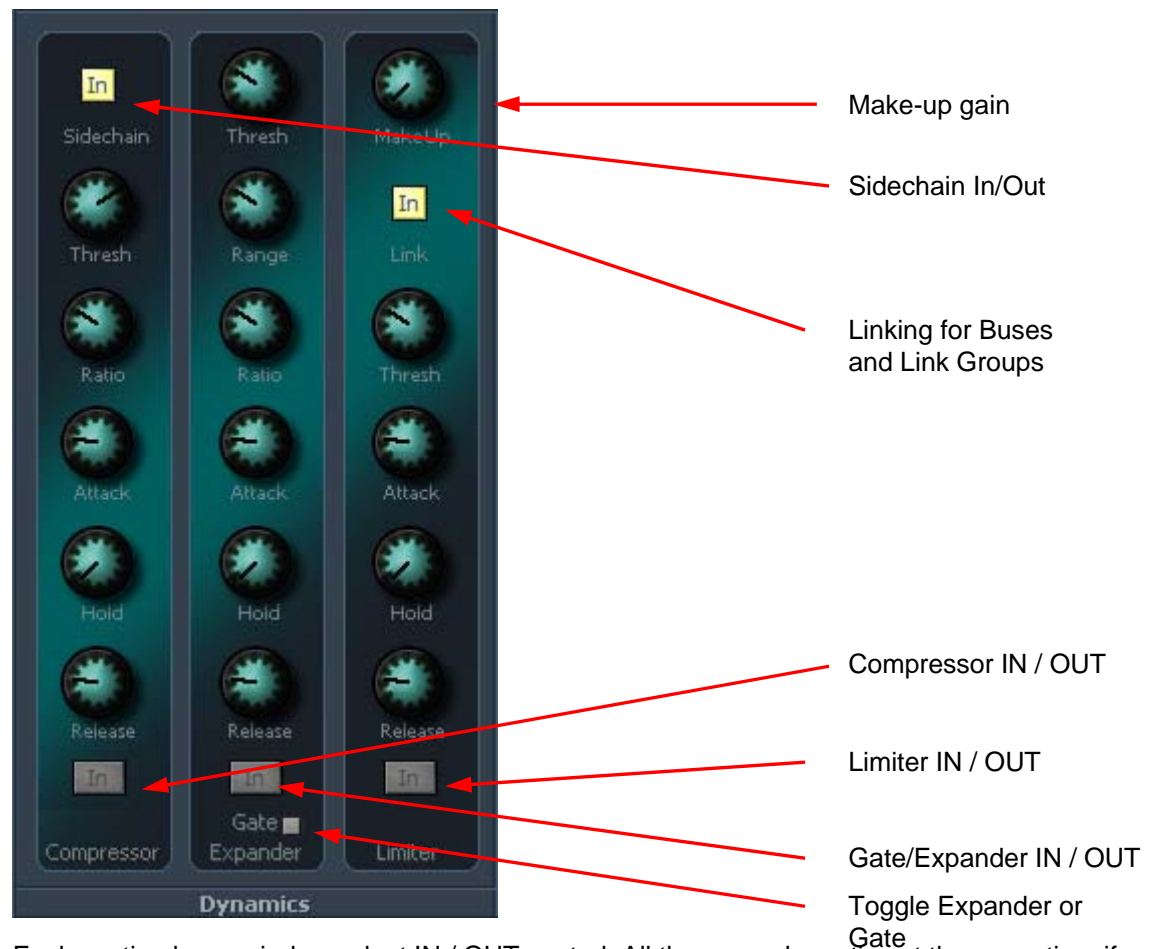 In
Sidechain
Thresh
Ratio
Attack
Hold
Release
In
Compressor
Thresh
Range
Ratio
Attack
Hold
Release
In
Gate
Expander
MakeUp
In
Link
Thresh
Attack
Hold
Release
In
Limiter
Dynamics
Make-up gain
Sidechain In/Out
Linking for Buses
and Link Groups
Compressor IN / OUT
Limiter IN / OUT
Gate/Expander IN / OUT
Toggle Expander or
Gate